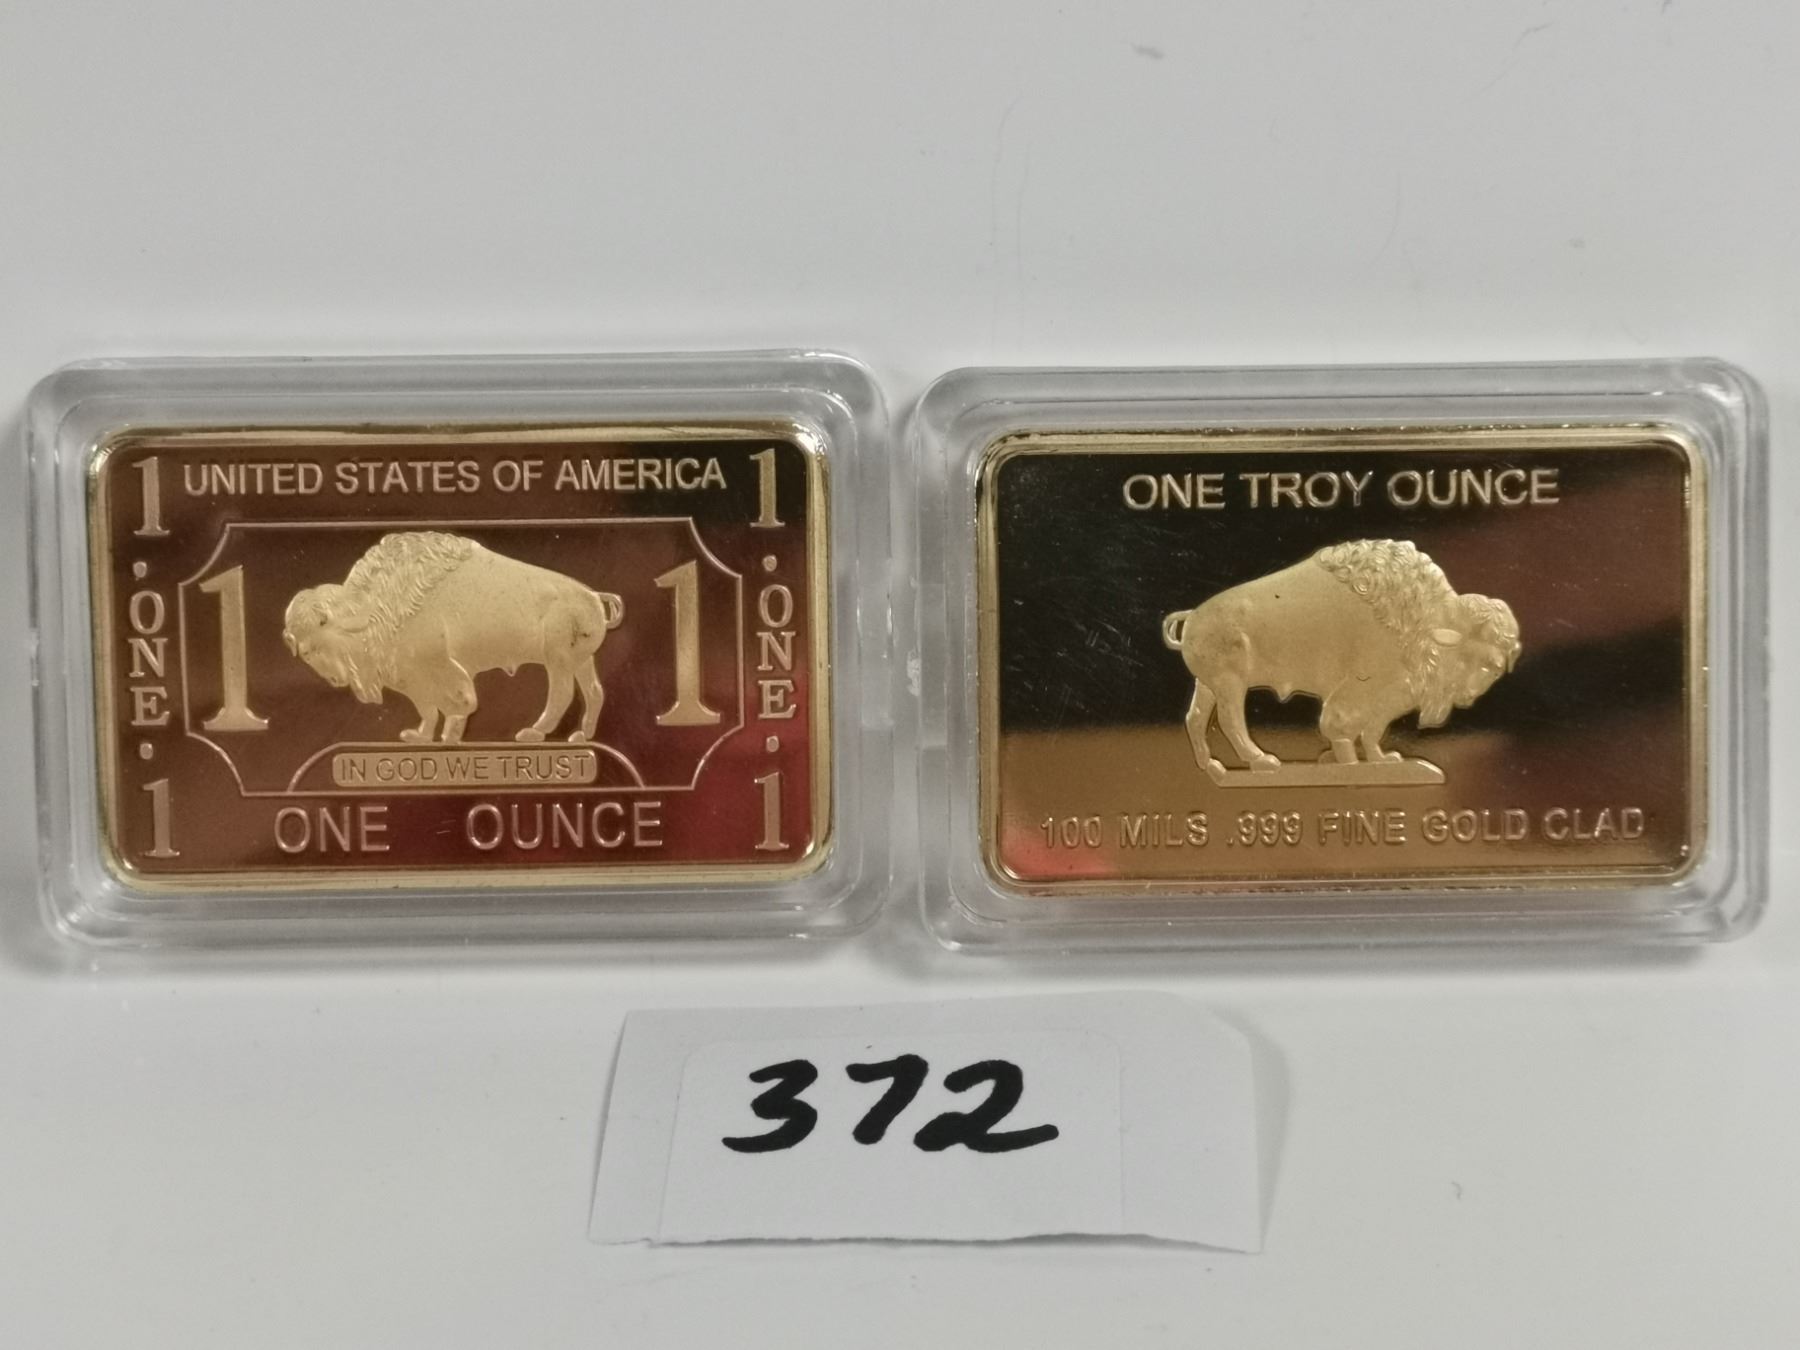 1 UNITED STATES OF AMERICA 1
· ONE ·
1 1
· ONE ·
IN GOD WE TRUST
1 ONE OUNCE 1
ONE TROY OUNCE
100 MILS .999 FINE GOLD CLAD
372